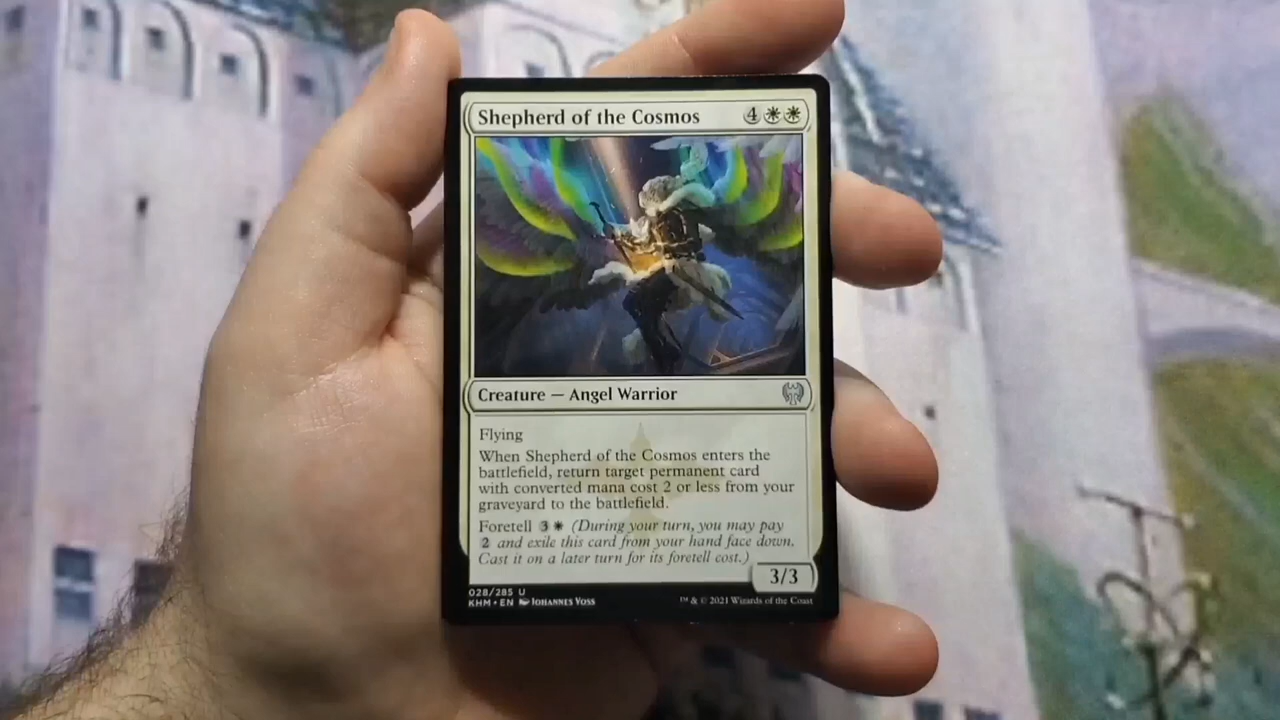 Shepherd of the Cosmos 4
Creature — Angel Warrior
Flying
When Shepherd of the Cosmos enters the
battlefield, return target permanent card
with converted mana cost 2 or less from your
graveyard to the battlefield.
Foretell 3 (During your turn, you may pay
2 and exile this card from your hand face down.
Cast it on a later turn for its foretell cost.)
3/3
028/285 U
KHM • EN Johannes Voss
™ & © 2021 Wizards of the Coast